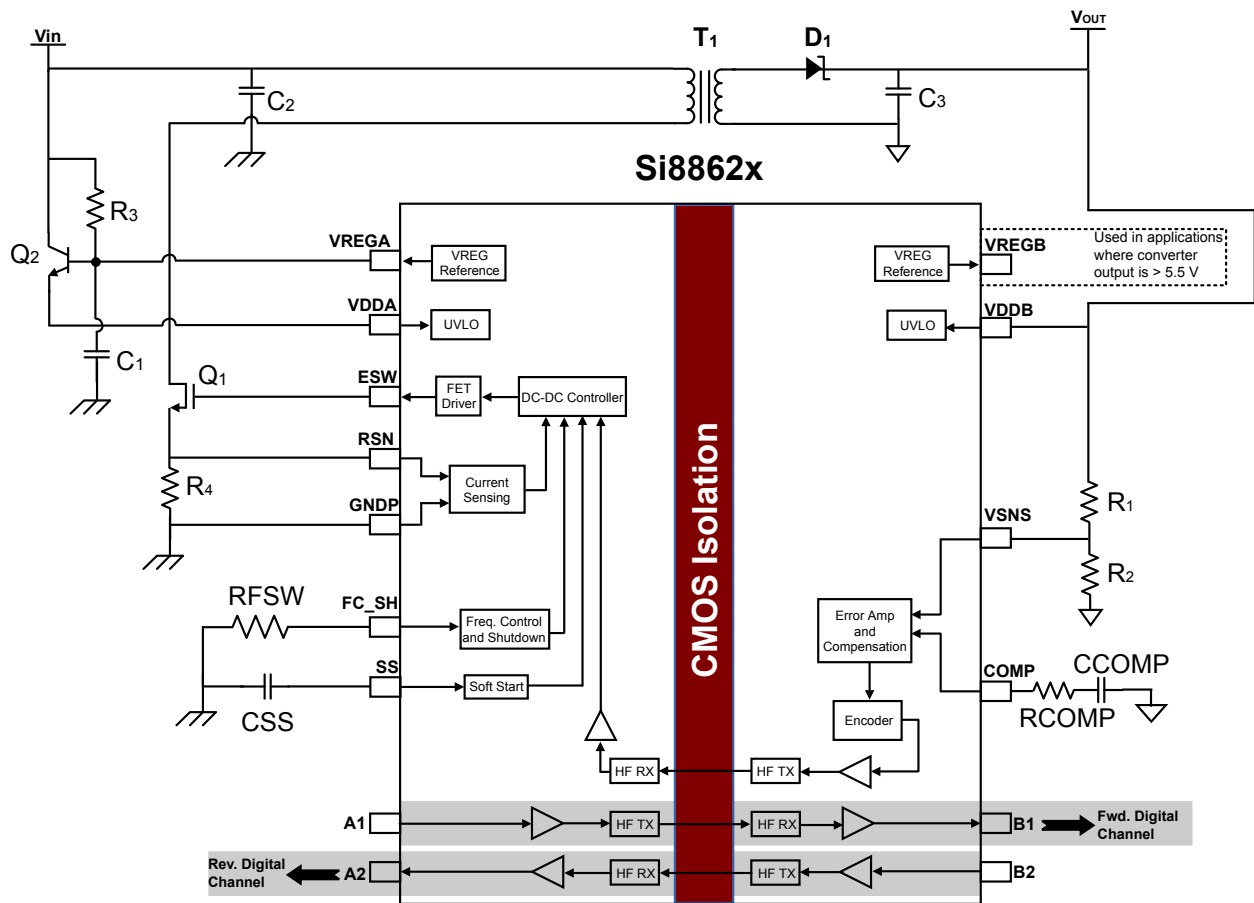 Vin
T1
D1
VOUT
C2
C3
Si8862x
R3
Q2
VREGA
VREG
Reference
VREG
Reference
VREGB
Used in applications
where converter
output is > 5.5 V
VDDA
UVLO
UVLO
VDDB
C1
Q1
ESW
FET
Driver
DC-DC Controller
RSN
R4
Current
Sensing
GNDP
CMOS Isolation
VSNS
R1
R2
RFSW
FC_SH
Freq. Control
and Shutdown
Error Amp
and
Compensation
SS
Soft Start
CSS
COMP
CCOMP
RCOMP
Encoder
HF RX
HF TX
A1
HF TX
HF RX
B1
Fwd. Digital
Channel
Rev. Digital
Channel
A2
HF RX
HF TX
B2